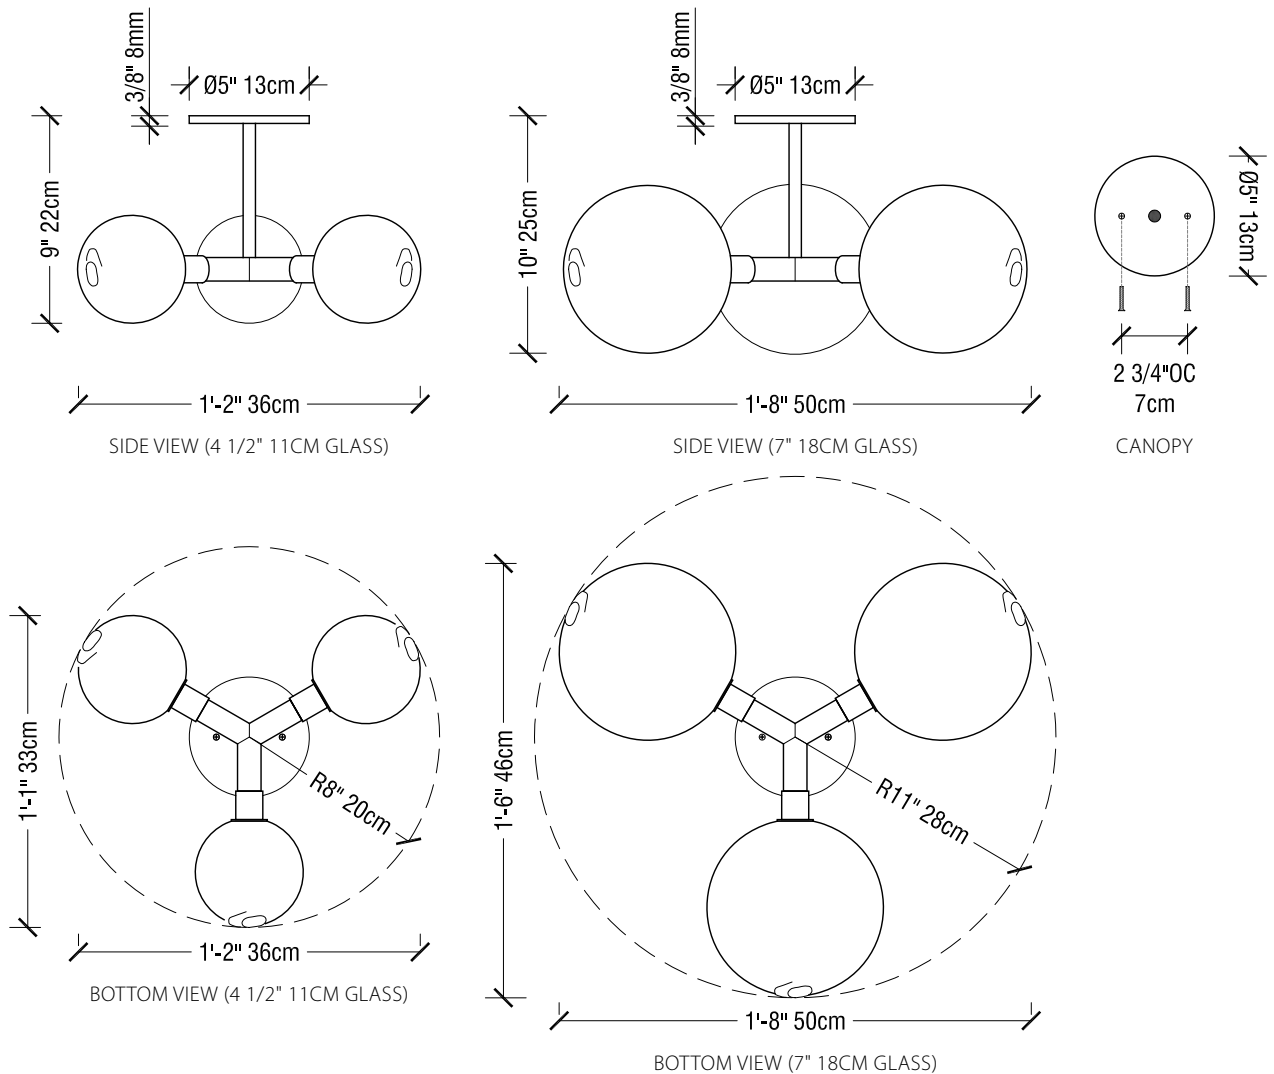 3/8" 8mm
Ø5" 13cm
9" 22cm
1'-2" 36cm
SIDE VIEW (4 1/2" 11CM GLASS)
3/8" 8mm
Ø5" 13cm
10" 25cm
1'-8" 50cm
SIDE VIEW (7" 18CM GLASS)
Ø5" 13cm
2 3/4"OC
7cm
CANOPY
1'-1" 33cm
R8" 20cm
1'-2" 36cm
BOTTOM VIEW (4 1/2" 11CM GLASS)
1'-6" 46cm
R11" 28cm
1'-8" 50cm
BOTTOM VIEW (7" 18CM GLASS)